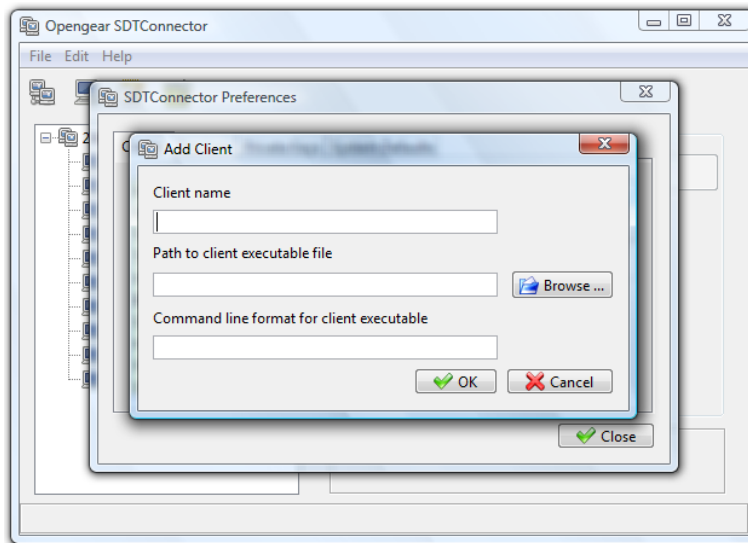 Opengear SDTConnector
File Edit Help
SDTConnector Preferences
2
C
Add Client
Client name
Path to client executable file
Browse ...
Command line format for client executable
OK
Cancel
Close